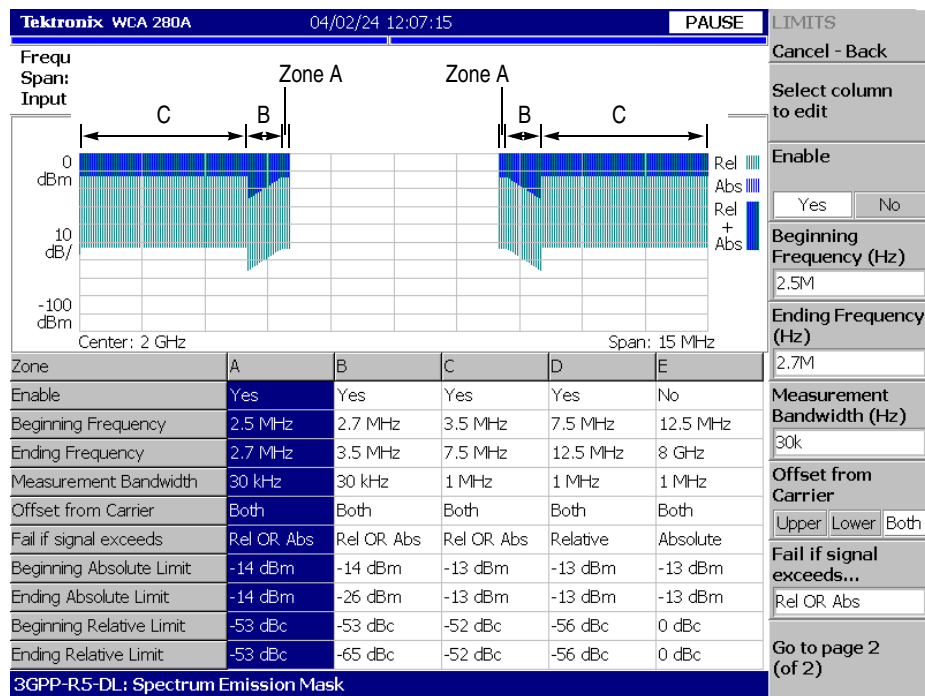 Tektronix WCA 280A 04/02/24 12:07:15 PAUSE
Frequ
Span:
Input
Zone A Zone A
C B B C
0
dBm
10
dB/
-100
dBm
Rel
Abs
Rel
+
Abs
Center: 2 GHz Span: 15 MHz
Zone A B C D E
Enable Yes Yes Yes Yes No
Beginning Frequency 2.5 MHz 2.7 MHz 3.5 MHz 7.5 MHz 12.5 MHz
Ending Frequency 2.7 MHz 3.5 MHz 7.5 MHz 12.5 MHz 8 GHz
Measurement Bandwidth 30 kHz 30 kHz 1 MHz 1 MHz 1 MHz
Offset from Carrier Both Both Both Both Both
Fail if signal exceeds Rel OR Abs Rel OR Abs Rel OR Abs Relative Absolute
Beginning Absolute Limit -14 dBm -14 dBm -13 dBm -13 dBm -13 dBm
Ending Absolute Limit -14 dBm -26 dBm -13 dBm -13 dBm -13 dBm
Beginning Relative Limit -53 dBc -53 dBc -52 dBc -56 dBc 0 dBc
Ending Relative Limit -53 dBc -65 dBc -52 dBc -56 dBc 0 dBc
3GPP-R5-DL: Spectrum Emission Mask
LIMITS
Cancel - Back
Select column
to edit
Enable
Yes No
Beginning
Frequency (Hz)
2.5M
Ending Frequency
(Hz)
2.7M
Measurement
Bandwidth (Hz)
30k
Offset from
Carrier
Upper Lower Both
Fail if signal
exceeds...
Rel OR Abs
Go to page 2
(of 2)